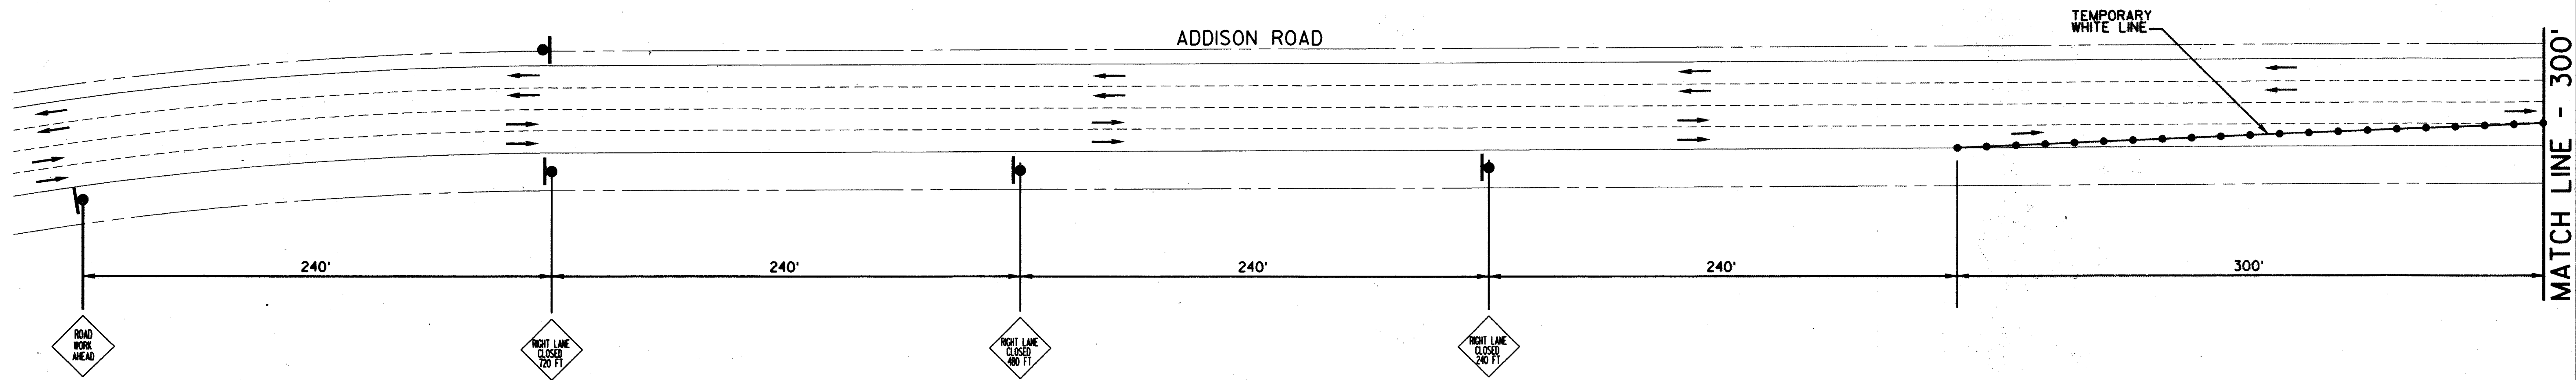 ADDISON ROAD
TEMPORARY
WHITE LINE
MATCH LINE - 300'
240'
240'
240'
240'
300'
ROAD
WORK
AHEAD
RIGHT LANE
CLOSED
720 FT
RIGHT LANE
CLOSED
480 FT
RIGHT LANE
CLOSED
240 FT